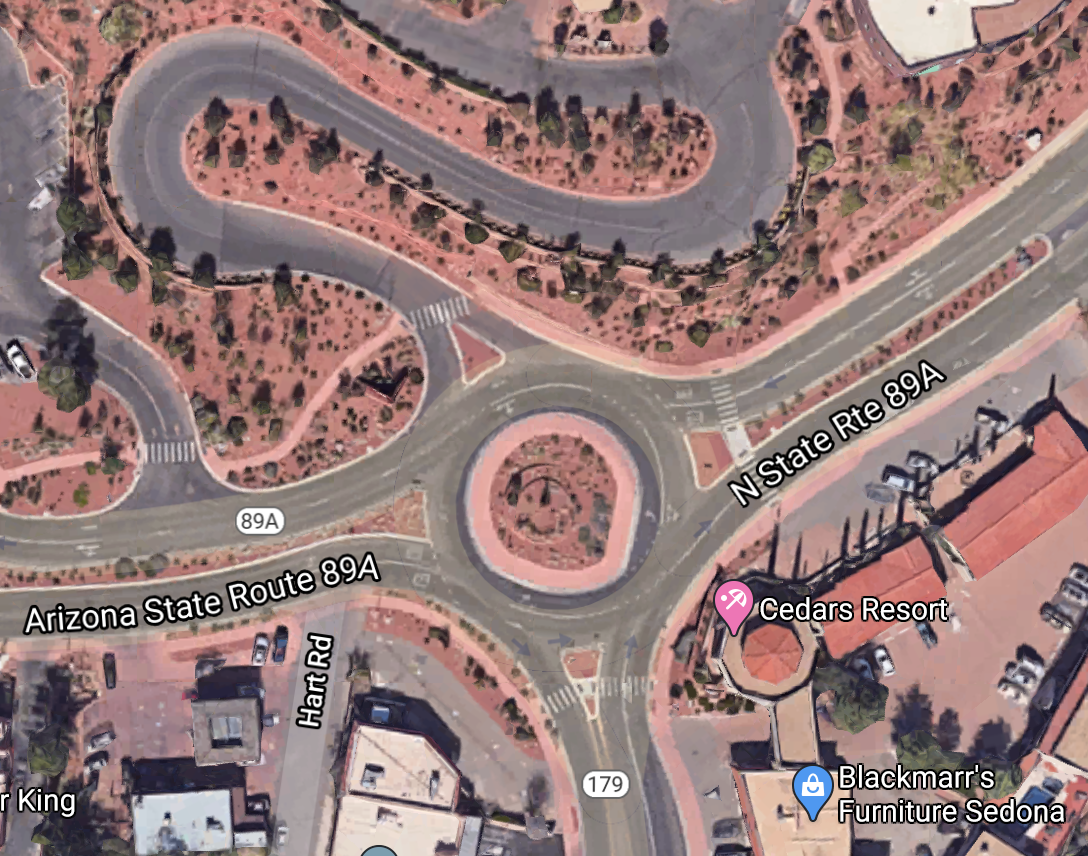 N State Rte 89A
89A
Arizona State Route 89A
Cedars Resort
Hart Rd
179
r King
Blackmarr's
Furniture Sedona